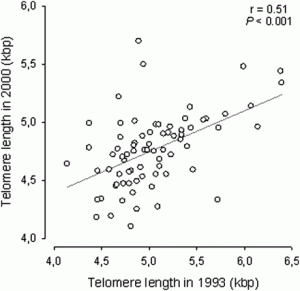 r = 0.51
P < 0.001
Telomere length in 2000 (kbp)
6,0
5,5
5,0
4,5
4,0
4,0 4,5 5,0 5,5 6,0 6,5
Telomere length in 1993 (kbp)